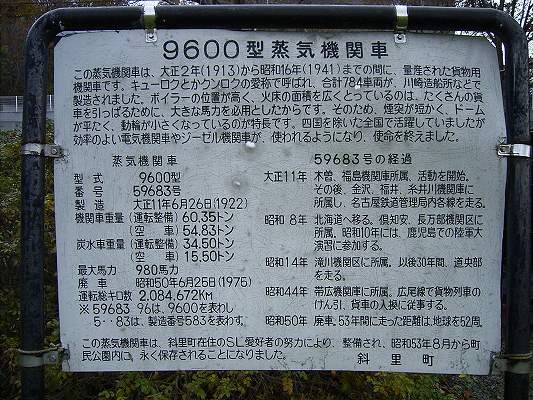 9600型蒸気機関車
この蒸気機関車は、大正2年(1913)から昭和16年(1941)までの間に、量産された貨物用
機関車です。キューロクとかクンロクの愛称で呼ばれ、合計784車両が、川崎造船所などで
製造されました。ボイラーの位置が高く、火床の面積を広くとっているのは、たくさんの貨
車を引っぱるために、大きな馬力を必用としたからです。そのため、煙突が短かく、ドーム
が平たく、動輪が小さくなっているのが特長です。四国を除いた全国で活躍していましたが
効率のよい電気機関車やジーゼル機関車が、使われるようになり、使命を終えました。
蒸気機関車
型式 9600型
番号 59683号
製造 大正11年6月26日(1922)
機関車重量(運転整備)60.35トン
(空車)54.83トン
炭水車重量(運転整備)34.50トン
(空車)15.50トン
最大馬力 980馬力
廃車 昭和50年6月25日(1975)
運転総キロ数 2,084,672KM
※59683 96は、9600を表わし
5‥83は、製造番号583を表わす。
59683号の経過
大正11年 木曽、福島機関庫所属、活動を開始。
その後、金沢、福井、糸井川機関庫に
所属し、名古屋鉄道管理局内各線を走る。
昭和8年 北海道へ移る。倶知安、長万部機関区に
所属、昭和10年には、鹿児島での陸軍大
演習に参加する。
昭和14年 滝川機関区に所属。以後30年間、道央部
を走る。
昭和44年 帯広機関庫に所属。広尾線で貨物列車の
けん引、貨車の入換に従事する。
昭和50年 廃車。53年間に走った距離は、地球を52周。
この蒸気機関車は、斜里町在住のSL愛好者の努力により、整備され、昭和53年8月から町
民公園内に、永く保存されることになりました。 斜里町